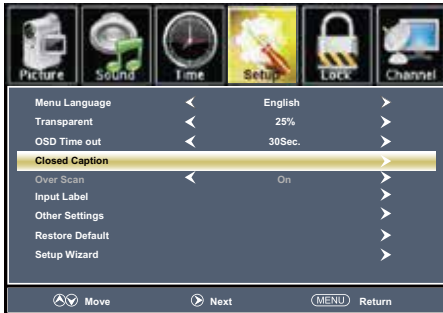 Picture Sound Time Setup Lock Channel
Menu Language English
Transparent 25%
OSD Time out 30Sec.
Closed Caption
Over Scan On
Input Label
Other Settings
Restore Default
Setup Wizard
Move Next MENU Return